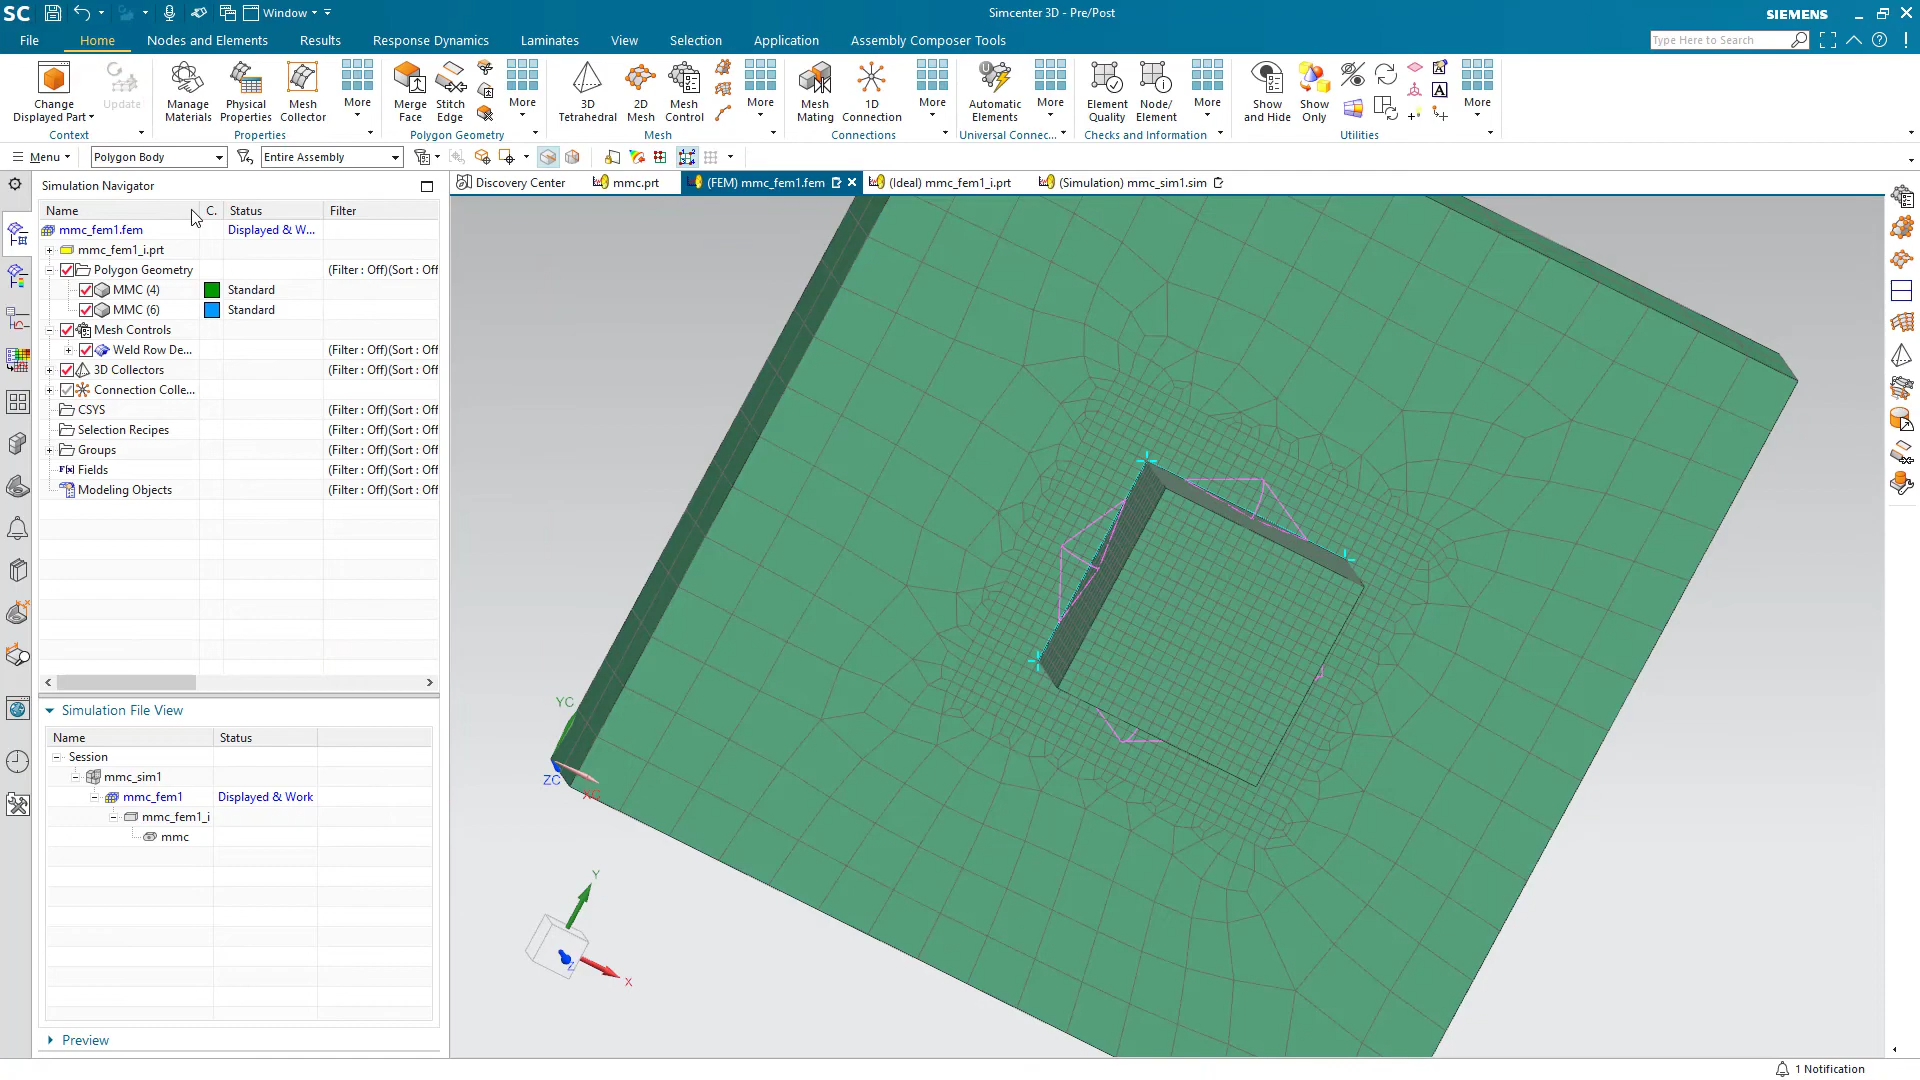 SC Window Simcenter 3D - Pre/Post SIEMENS
File Home Nodes and Elements Results Response Dynamics Laminates View Selection Application Assembly Composer Tools Type Here to Search
Change Displayed Part
Update
Context
Manage Materials
Physical Properties
Mesh Collector
More
Properties
Merge Face
Stitch Edge
More
Polygon Geometry
3D Tetrahedral
2D Mesh
Mesh Control
More
Mesh
Mesh Mating
1D Connection
More
Connections
Automatic Elements
More
Universal Connec...
Element Quality
Node/ Element
More
Checks and Information
Show and Hide
Show Only
More
Utilities
Menu Polygon Body Entire Assembly
Simulation Navigator
Discovery Center mmc.prt (FEM) mmc_fem1.fem (Ideal) mmc_fem1_i.prt (Simulation) mmc_sim1.sim
Name C. Status Filter
mmc_fem1.fem Displayed & W...
mmc_fem1_i.prt
Polygon Geometry (Filter : Off)(Sort : Off
MMC (4) Standard
MMC (6) Standard
Mesh Controls
Weld Row De... (Filter : Off)(Sort : Off
3D Collectors (Filter : Off)(Sort : Off
Connection Colle... (Filter : Off)(Sort : Off
CSYS (Filter : Off)(Sort : Off
Selection Recipes (Filter : Off)(Sort : Off
Groups (Filter : Off)(Sort : Off
Fields (Filter : Off)(Sort : Off
Modeling Objects (Filter : Off)(Sort : Off
Simulation File View
Name Status
Session
mmc_sim1
mmc_fem1 Displayed & Work
mmc_fem1_i
mmc
Preview
YC
ZC
XC
Y
Z
X
1 Notification